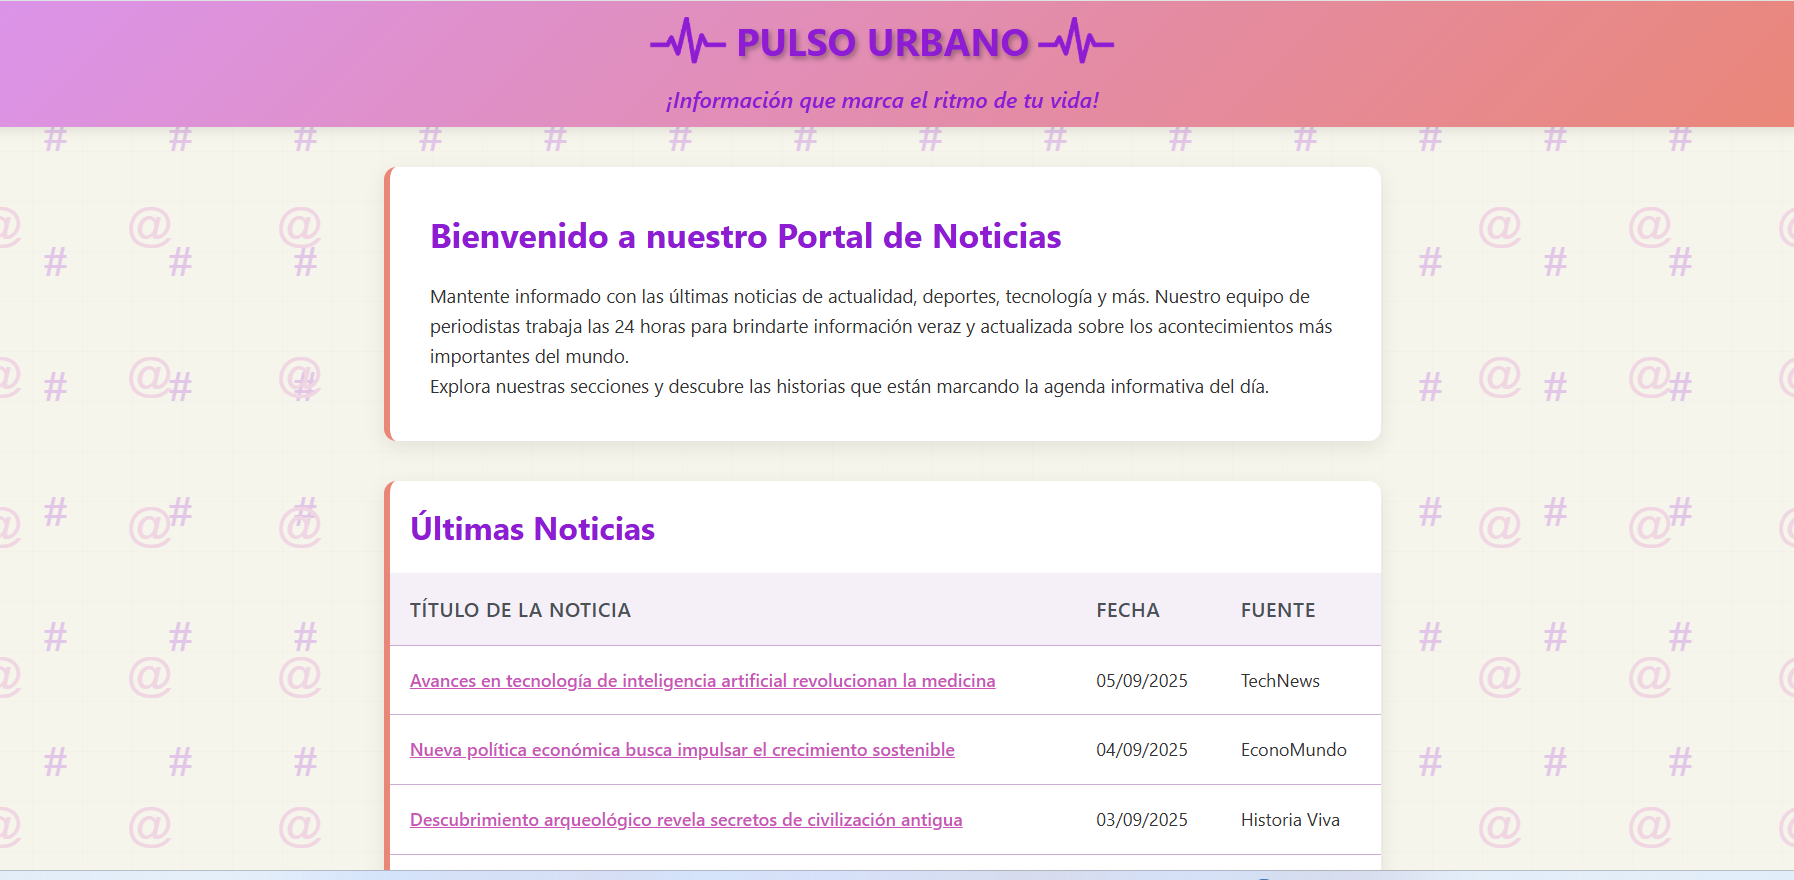 PULSO URBANO
¡Información que marca el ritmo de tu vida!
# # # # # # # # # # # # # #
Bienvenido a nuestro Portal de Noticias
@ @ @ @ @ @
# # # # # #
Mantente informado con las últimas noticias de actualidad, deportes, tecnología y más. Nuestro equipo de
periodistas trabaja las 24 horas para brindarte información veraz y actualizada sobre los acontecimientos más
importantes del mundo.
Explora nuestras secciones y descubre las historias que están marcando la agenda informativa del día.
@ @ @ @ @ @
# # # # # #
Últimas Noticias
# # # # # #
@ @ @ @ @ @
TÍTULO DE LA NOTICIA FECHA FUENTE
# # # # # #
@ @ @ @ @ @
Avances en tecnología de inteligencia artificial revolucionan la medicina 05/09/2025 TechNews
Nueva política económica busca impulsar el crecimiento sostenible 04/09/2025 EconoMundo
# # # # # #
Descubrimiento arqueológico revela secretos de civilización antigua 03/09/2025 Historia Viva
@ @ @ @ @ @